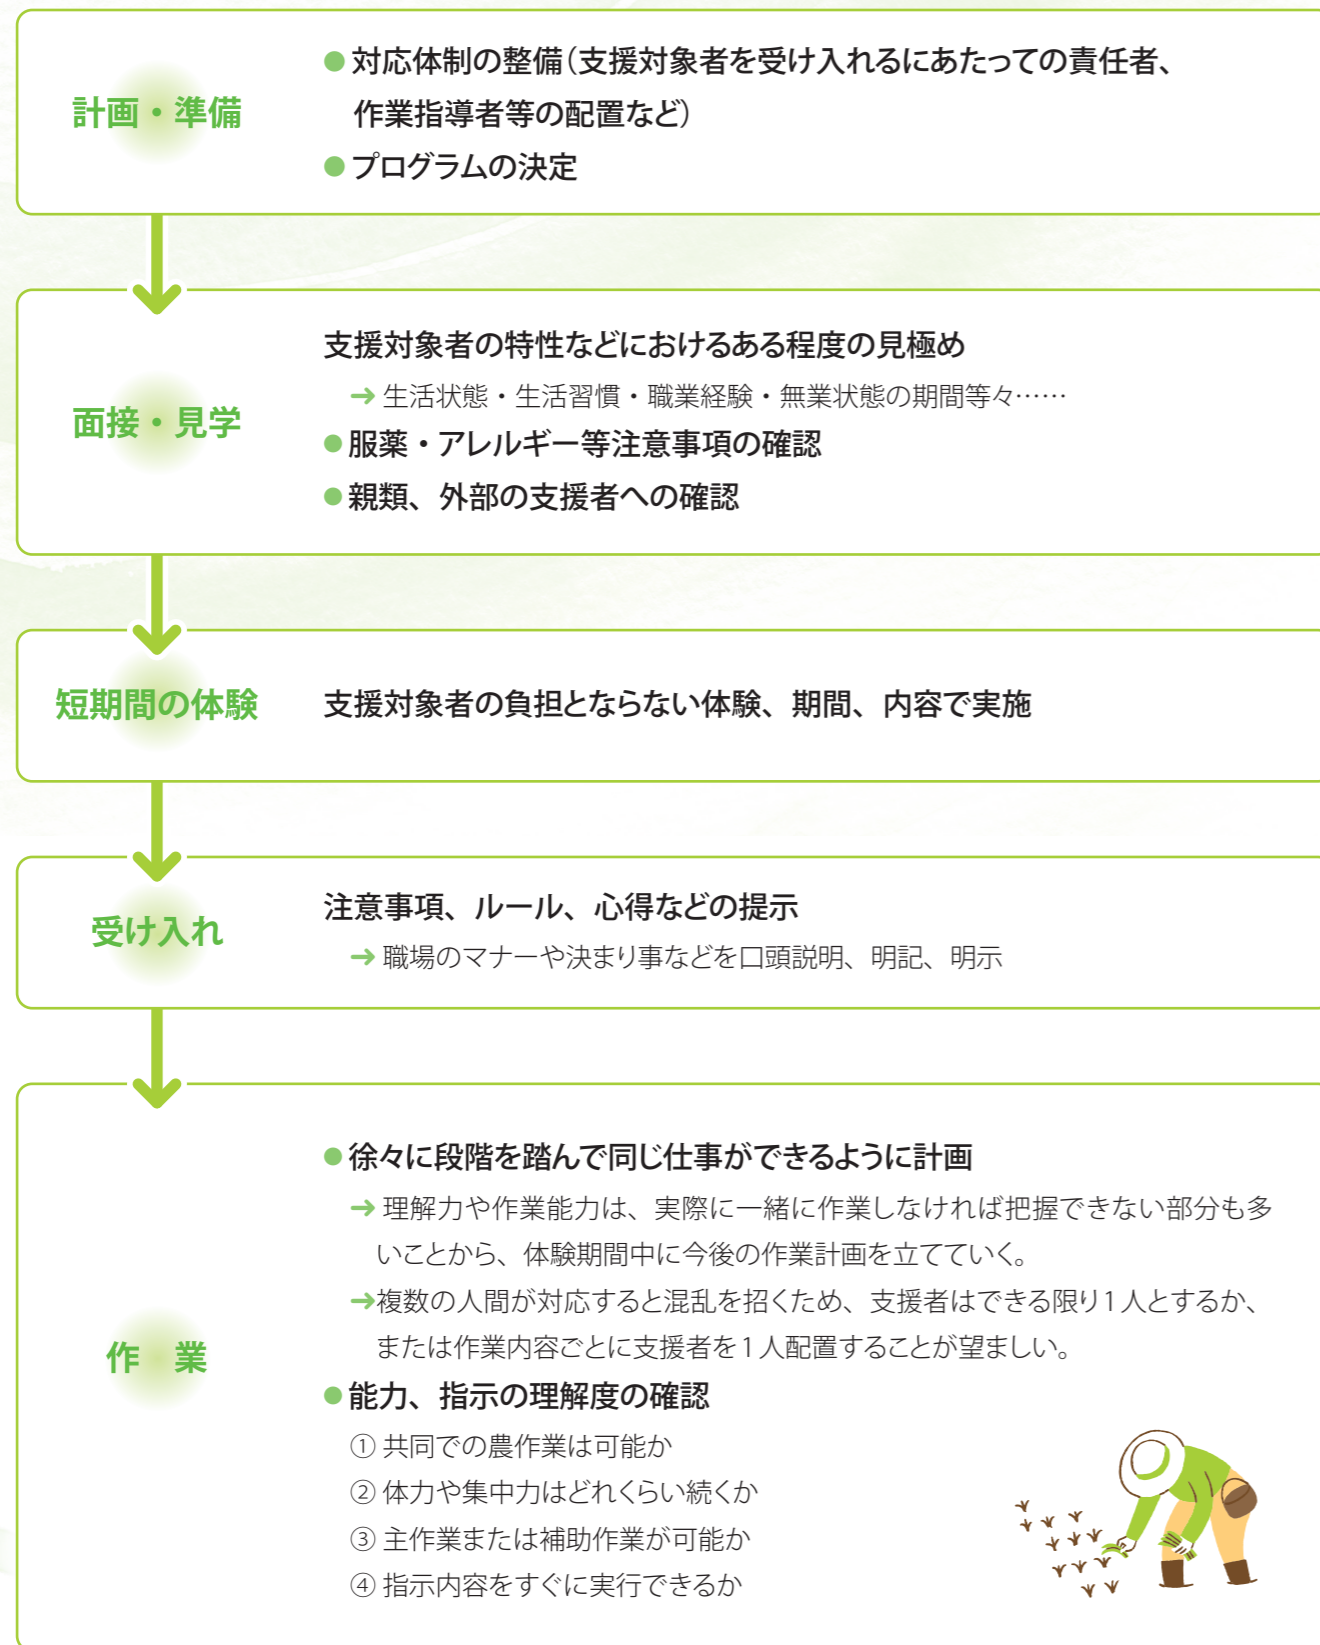 計画・準備
● 対応体制の整備（支援対象者を受け入れるにあたっての責任者、
作業指導者等の配置など）
● プログラムの決定
面接・見学
支援対象者の特性などにおけるある程度の見極め
➔ 生活状態・生活習慣・職業経験・無業状態の期間等々……
● 服薬・アレルギー等注意事項の確認
● 親類、外部の支援者への確認
短期間の体験
支援対象者の負担とならない体験、期間、内容で実施
受け入れ
注意事項、ルール、心得などの提示
➔ 職場のマナーや決まり事などを口頭説明、明記、明示
作　業
● 徐々に段階を踏んで同じ仕事ができるように計画
➔ 理解力や作業能力は、実際に一緒に作業しなければ把握できない部分も多
いことから、体験期間中に今後の作業計画を立てていく。
➔複数の人間が対応すると混乱を招くため、支援者はできる限り1人とするか、
または作業内容ごとに支援者を1人配置することが望ましい。
● 能力、指示の理解度の確認
① 共同での農作業は可能か
② 体力や集中力はどれくらい続くか
③ 主作業または補助作業が可能か
④ 指示内容をすぐに実行できるか